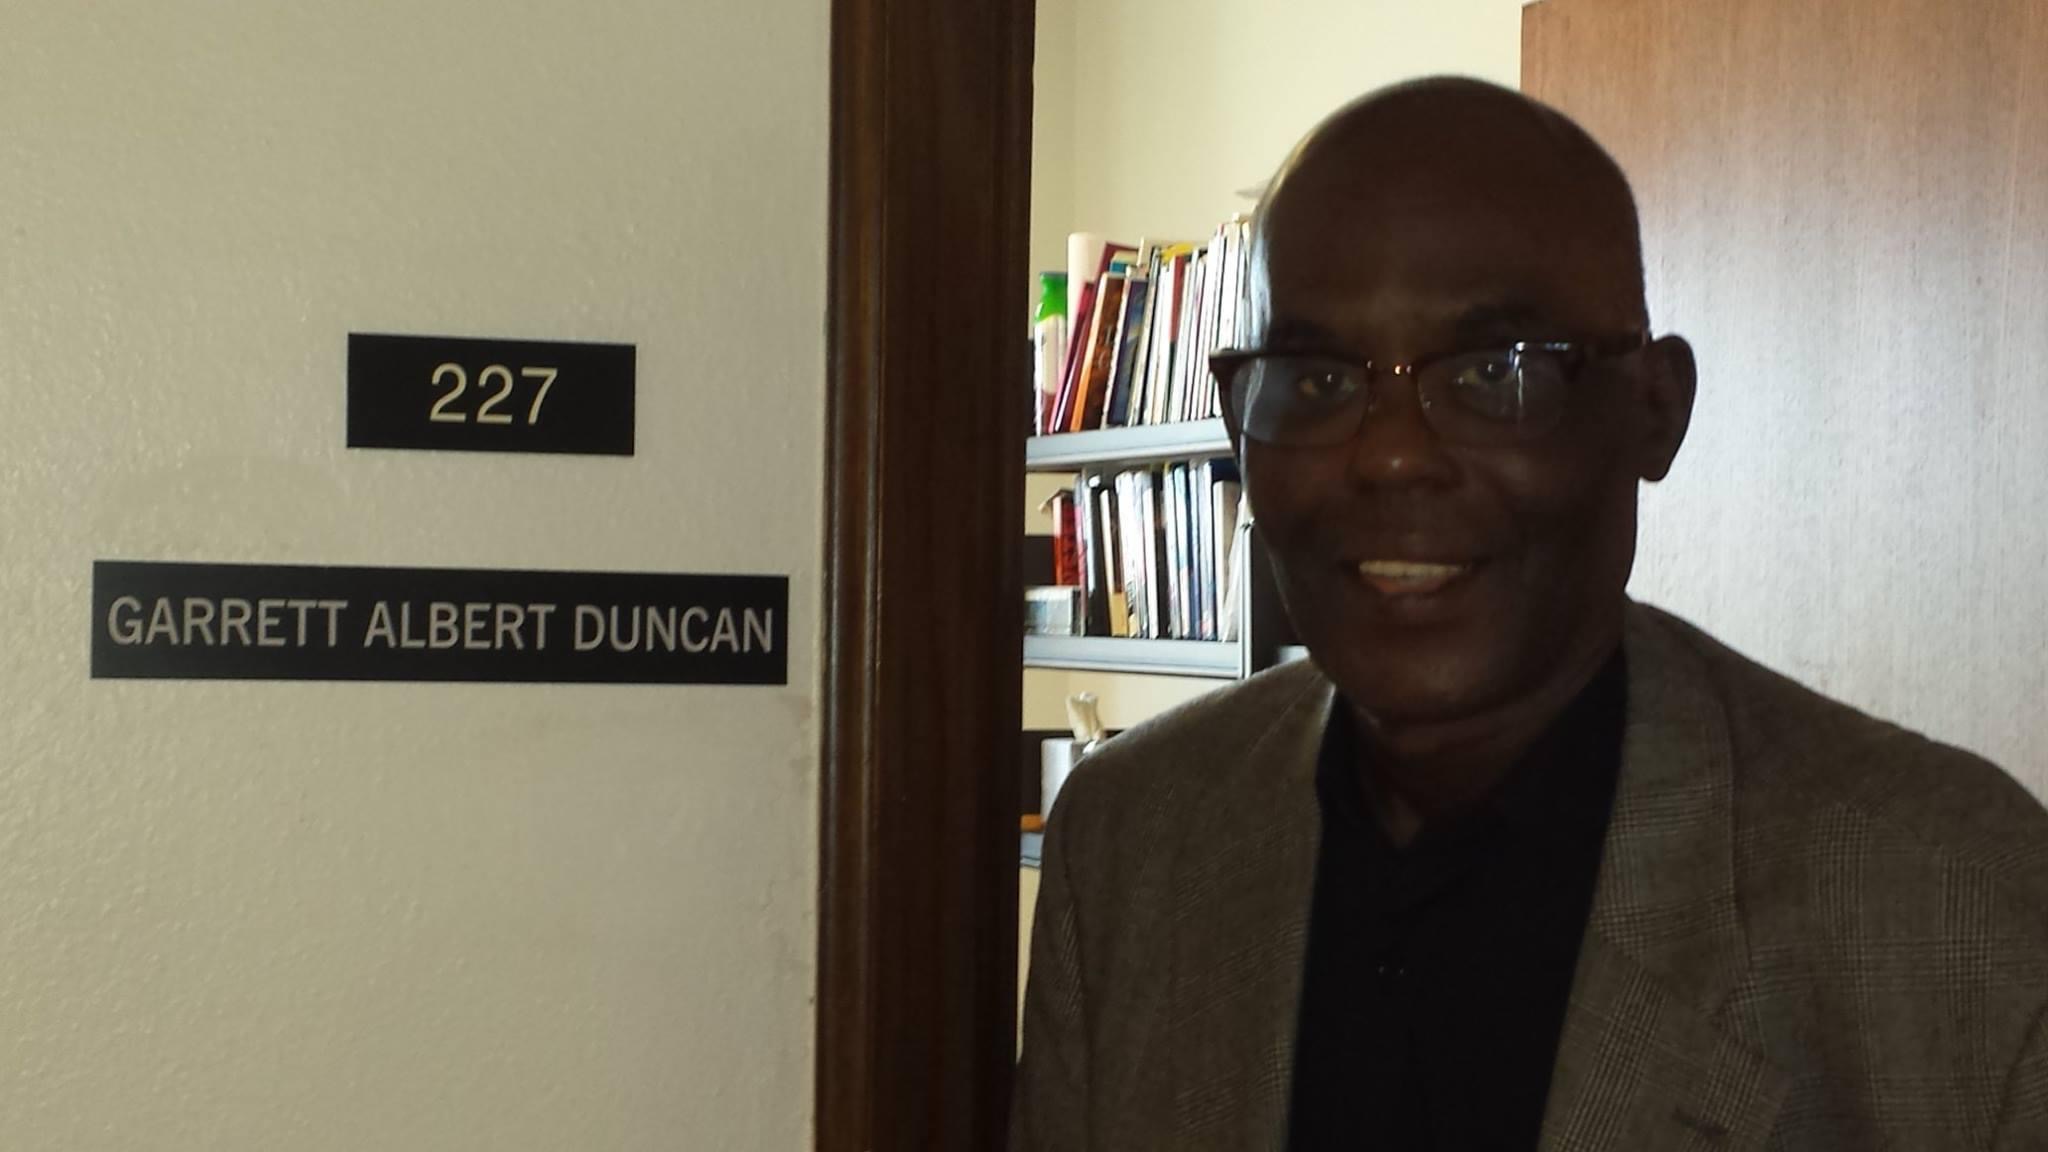 227
GARRETT ALBERT DUNCAN